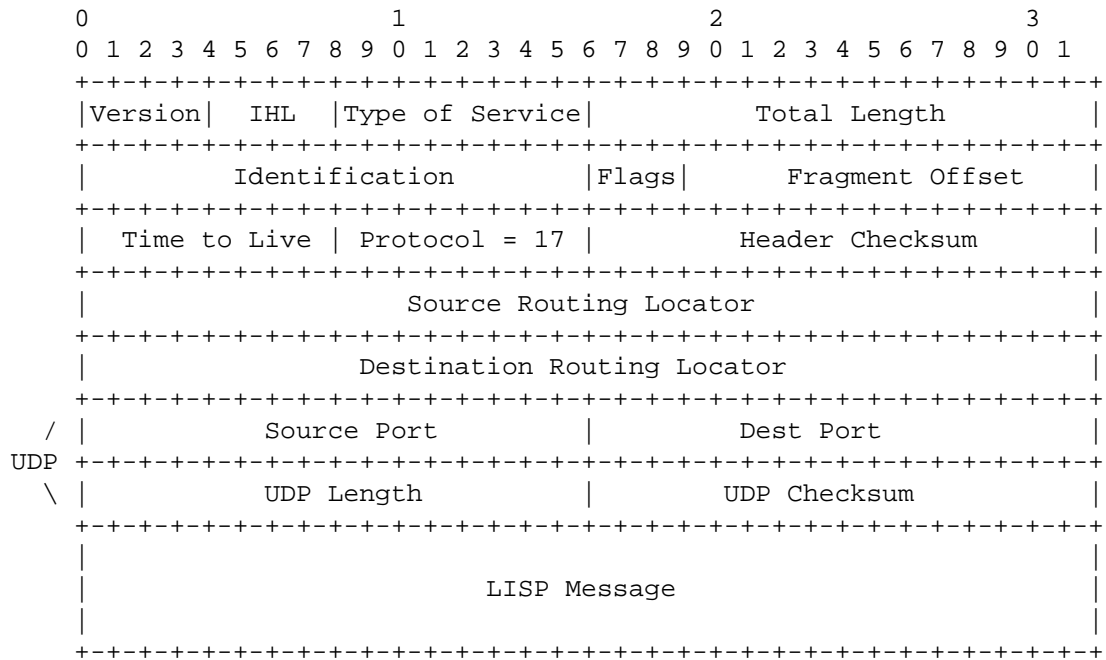 0                   1                   2                   3
 0 1 2 3 4 5 6 7 8 9 0 1 2 3 4 5 6 7 8 9 0 1 2 3 4 5 6 7 8 9 0 1
+-+-+-+-+-+-+-+-+-+-+-+-+-+-+-+-+-+-+-+-+-+-+-+-+-+-+-+-+-+-+-+-+
|Version|  IHL  |Type of Service|          Total Length         |
+-+-+-+-+-+-+-+-+-+-+-+-+-+-+-+-+-+-+-+-+-+-+-+-+-+-+-+-+-+-+-+-+
|         Identification        |Flags|      Fragment Offset    |
+-+-+-+-+-+-+-+-+-+-+-+-+-+-+-+-+-+-+-+-+-+-+-+-+-+-+-+-+-+-+-+-+
|  Time to Live | Protocol = 17 |         Header Checksum       |
+-+-+-+-+-+-+-+-+-+-+-+-+-+-+-+-+-+-+-+-+-+-+-+-+-+-+-+-+-+-+-+-+
|                    Source Routing Locator                     |
+-+-+-+-+-+-+-+-+-+-+-+-+-+-+-+-+-+-+-+-+-+-+-+-+-+-+-+-+-+-+-+-+
|                 Destination Routing Locator                   |
+-+-+-+-+-+-+-+-+-+-+-+-+-+-+-+-+-+-+-+-+-+-+-+-+-+-+-+-+-+-+-+-+
/ |           Source Port         |         Dest Port             |
UDP +-+-+-+-+-+-+-+-+-+-+-+-+-+-+-+-+-+-+-+-+-+-+-+-+-+-+-+-+-+-+-+-+
\ |           UDP Length          |        UDP Checksum           |
+-+-+-+-+-+-+-+-+-+-+-+-+-+-+-+-+-+-+-+-+-+-+-+-+-+-+-+-+-+-+-+-+
|                                                               |
|                         LISP Message                          |
|                                                               |
+-+-+-+-+-+-+-+-+-+-+-+-+-+-+-+-+-+-+-+-+-+-+-+-+-+-+-+-+-+-+-+-+